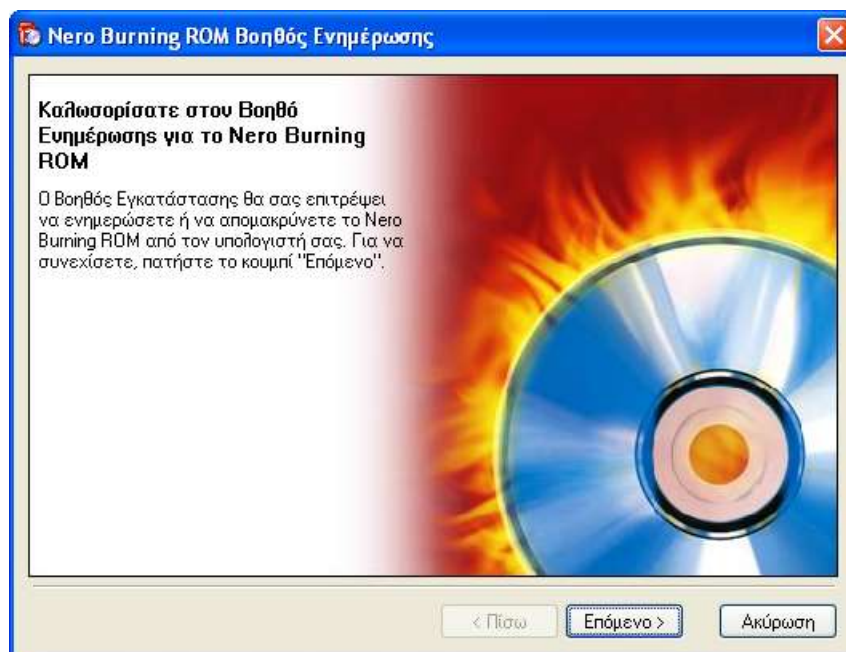 Nero Burning ROM Βοηθός Ενημέρωσης
Καλωσορίσατε στον Βοηθό
Ενημέρωσης για το Nero Burning
ROM
Ο Βοηθός Εγκατάστασης θα σας επιτρέψει
να ενημερώσετε ή να απομακρύνετε το Nero
Burning ROM από τον υπολογιστή σας. Για να
συνεχίσετε, πατήστε το κουμπί "Επόμενο".
< Πίσω
Επόμενο >
Ακύρωση